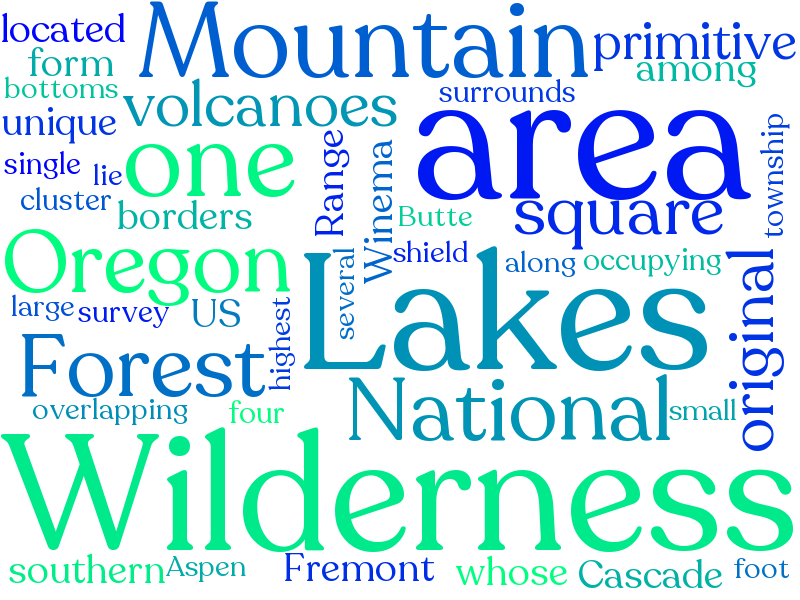 located
Mountain
primitive
form
among
bottoms
volcanoes
surrounds
unique
one
area
township
single
lie
Range
Winema
cluster
borders
Butte
square
Oregon
shield
along
occupying
several
Lakes
original
large
survey
US
highest
Forest
National
overlapping
four
small
Wilderness
southern
Aspen
Fremont
whose
Cascade
foot